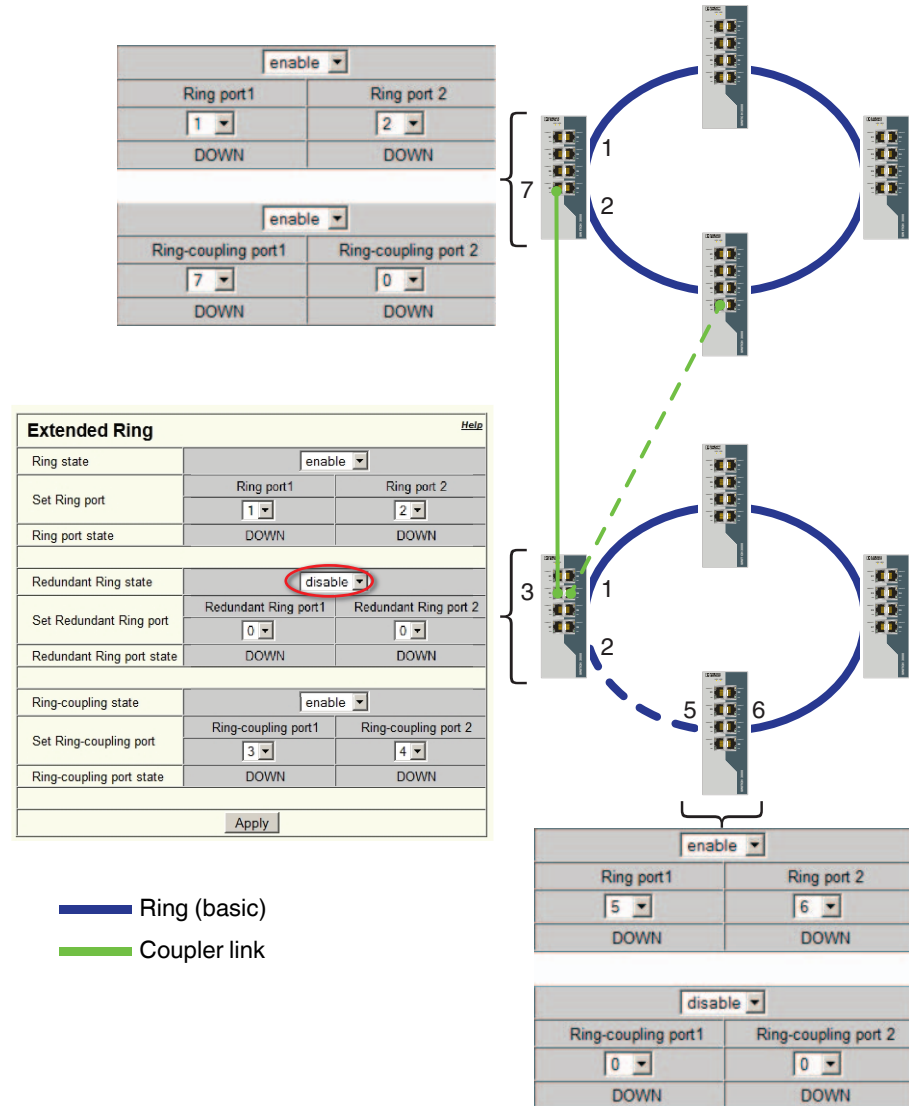 enable
Ring port1 Ring port 2
1 2
DOWN DOWN
enable
Ring-coupling port1 Ring-coupling port 2
7 0
DOWN DOWN
7
1
2
Extended Ring Help
Ring state enable
Set Ring port Ring port1 Ring port 2
1 2
Ring port state DOWN DOWN
Redundant Ring state disable
Set Redundant Ring port Redundant Ring port1 Redundant Ring port 2
0 0
Redundant Ring port state DOWN DOWN
Ring-coupling state enable
Set Ring-coupling port Ring-coupling port1 Ring-coupling port 2
3 4
Ring-coupling port state DOWN DOWN
Apply
3
1
2
5 6
Ring (basic)
Coupler link
enable
Ring port1 Ring port 2
5 6
DOWN DOWN
disable
Ring-coupling port1 Ring-coupling port 2
0 0
DOWN DOWN